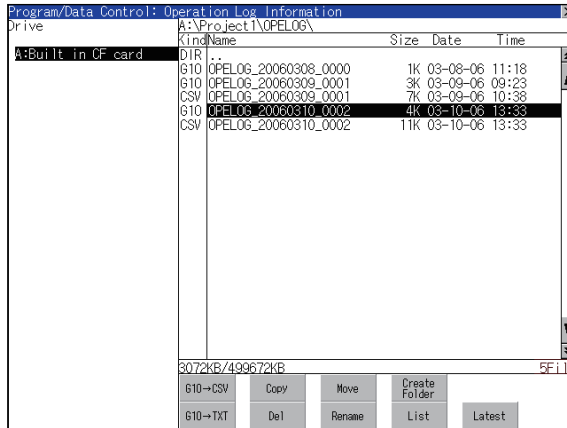 Program/Data Control: Operation Log Information
Drive
A:\Project1\OPELOG\
Kind Name Size Date Time
A:Built in CF card
DIR ..
G10 OPELOG_20060308_0000 1K 03-08-06 11:18
G10 OPELOG_20060309_0001 3K 03-09-06 09:23
CSV OPELOG_20060309_0001 7K 03-09-06 10:38
G10 OPELOG_20060310_0002 4K 03-10-06 13:33
CSV OPELOG_20060310_0002 11K 03-10-06 13:33
3072KB/499672KB 5Fil
G10→CSV Copy Move Create Folder
G10→TXT Del Rename List Latest